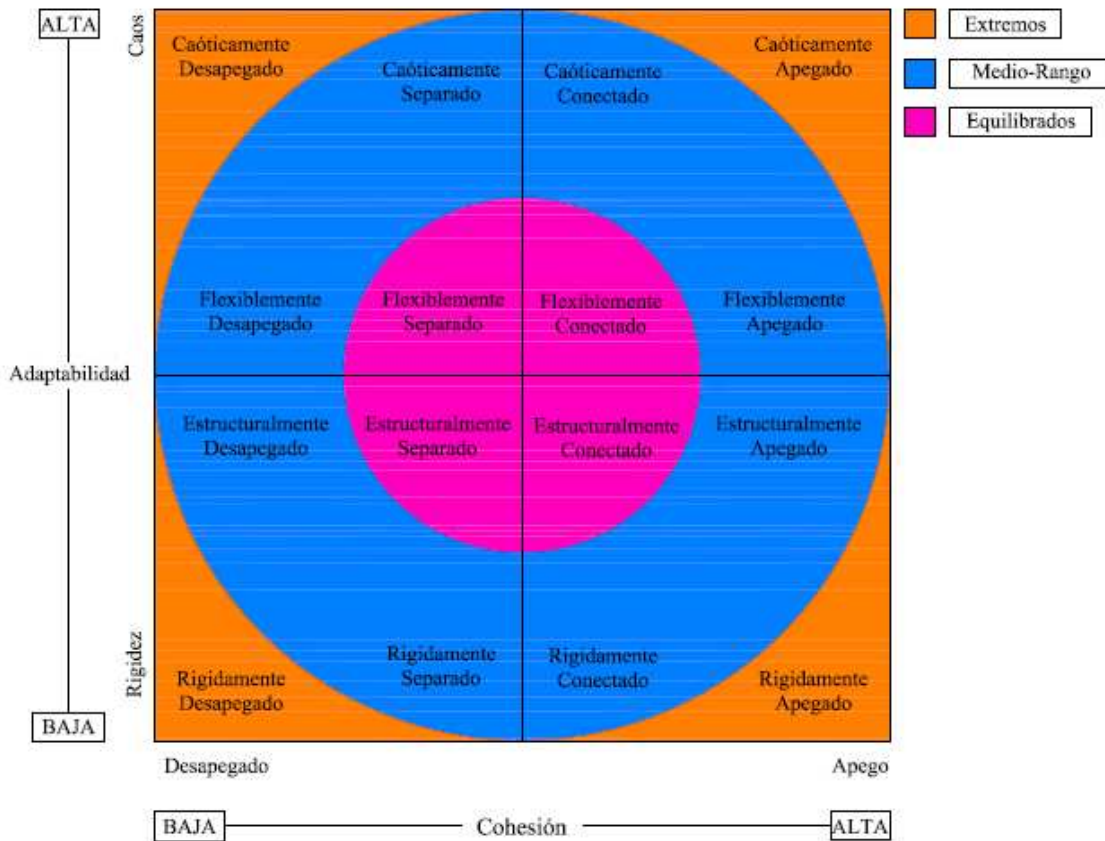 ALTA
Caos
Caóticamente
Desapegado
Caóticamente
Separado
Caóticamente
Conectado
Caóticamente
Apegado
Extremos
Medio-Rango
Equilibrados
Flexiblemente
Desapegado
Flexiblemente
Separado
Flexiblemente
Conectado
Flexiblemente
Apegado
Adaptabilidad
Estructuralmente
Desapegado
Estructuralmente
Separado
Estructuralmente
Conectado
Estructuralmente
Apegado
Rigidez
Rigidamente
Desapegado
Rigidamente
Separado
Rigidamente
Conectado
Rigidamente
Apegado
BAJA
Desapegado
Apego
BAJA
Cohesión
ALTA